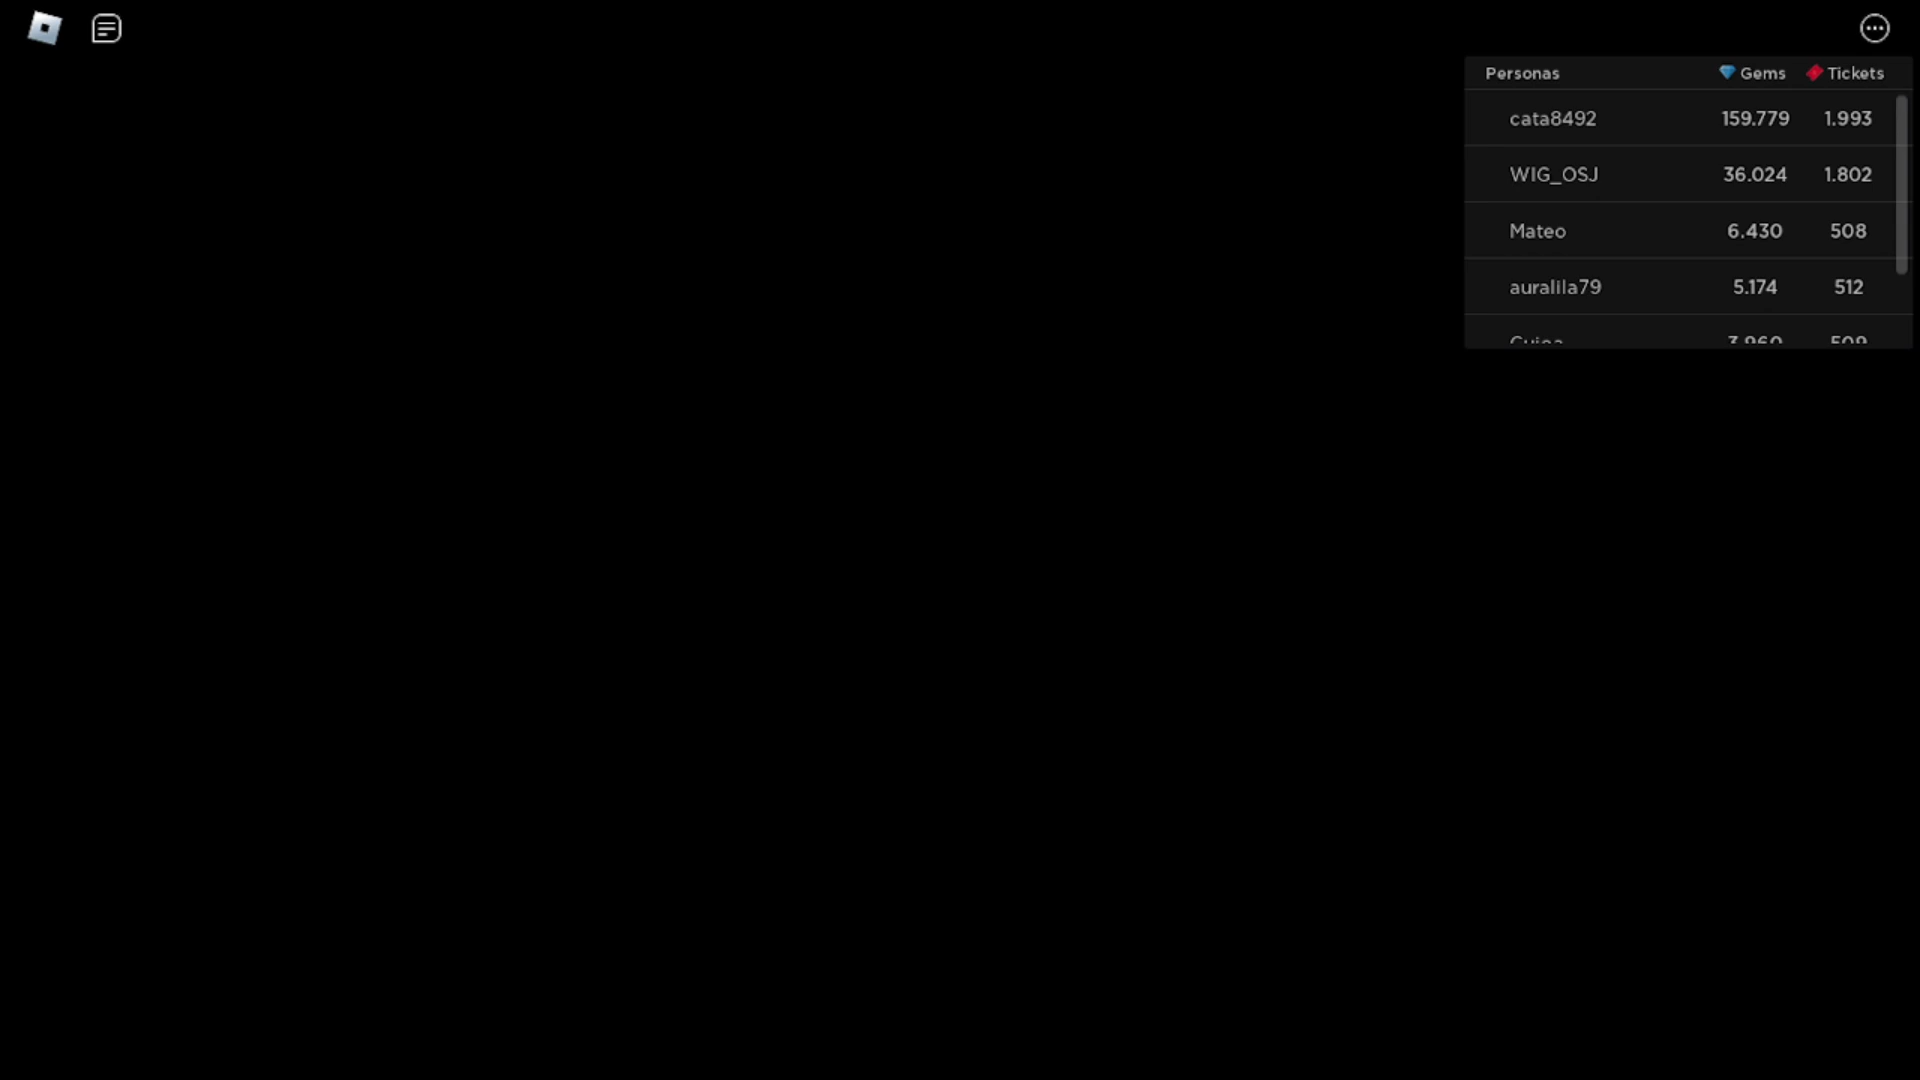 Personas Gems Tickets
cata8492 159.779 1.993
WIG_OSJ 36.024 1.802
Mateo 6.430 508
auralila79 5.174 512